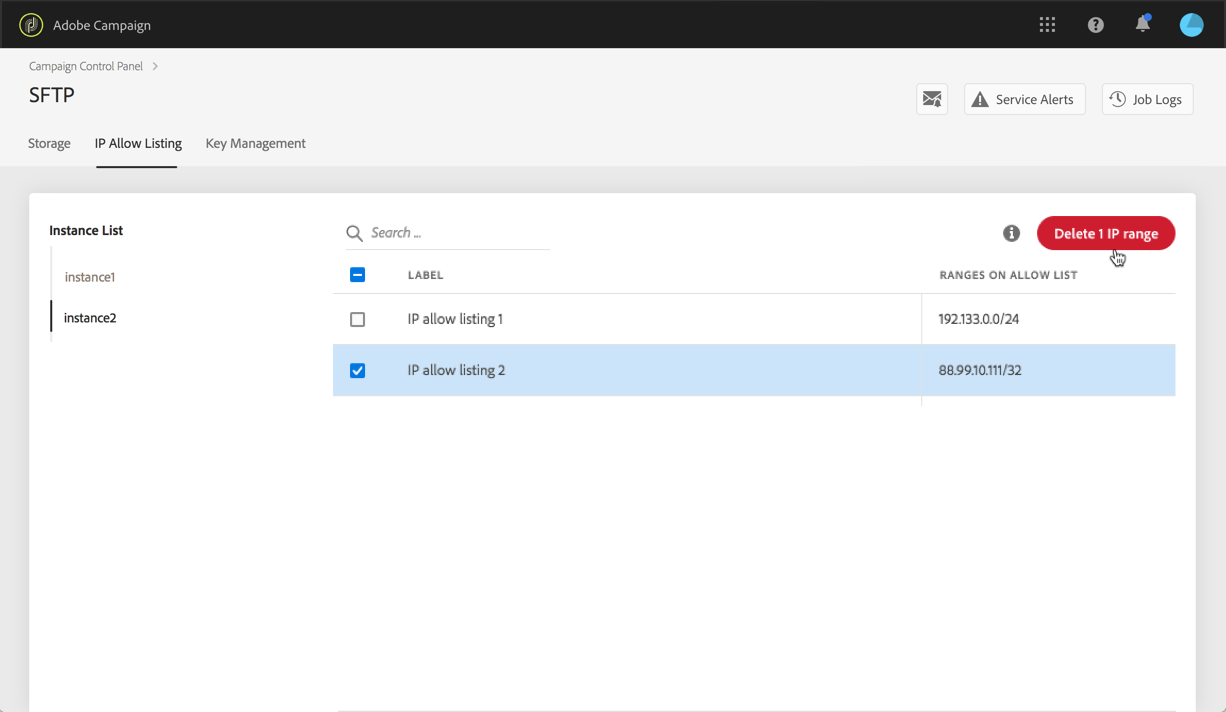 Adobe Campaign
Campaign Control Panel
SFTP
Service Alerts
Job Logs
Storage
IP Allow Listing
Key Management
Instance List
instance1
instance2
Search ...
Delete 1 IP range
LABEL
RANGES ON ALLOW LIST
IP allow listing 1
192.133.0.0/24
IP allow listing 2
88.99.10.111/32